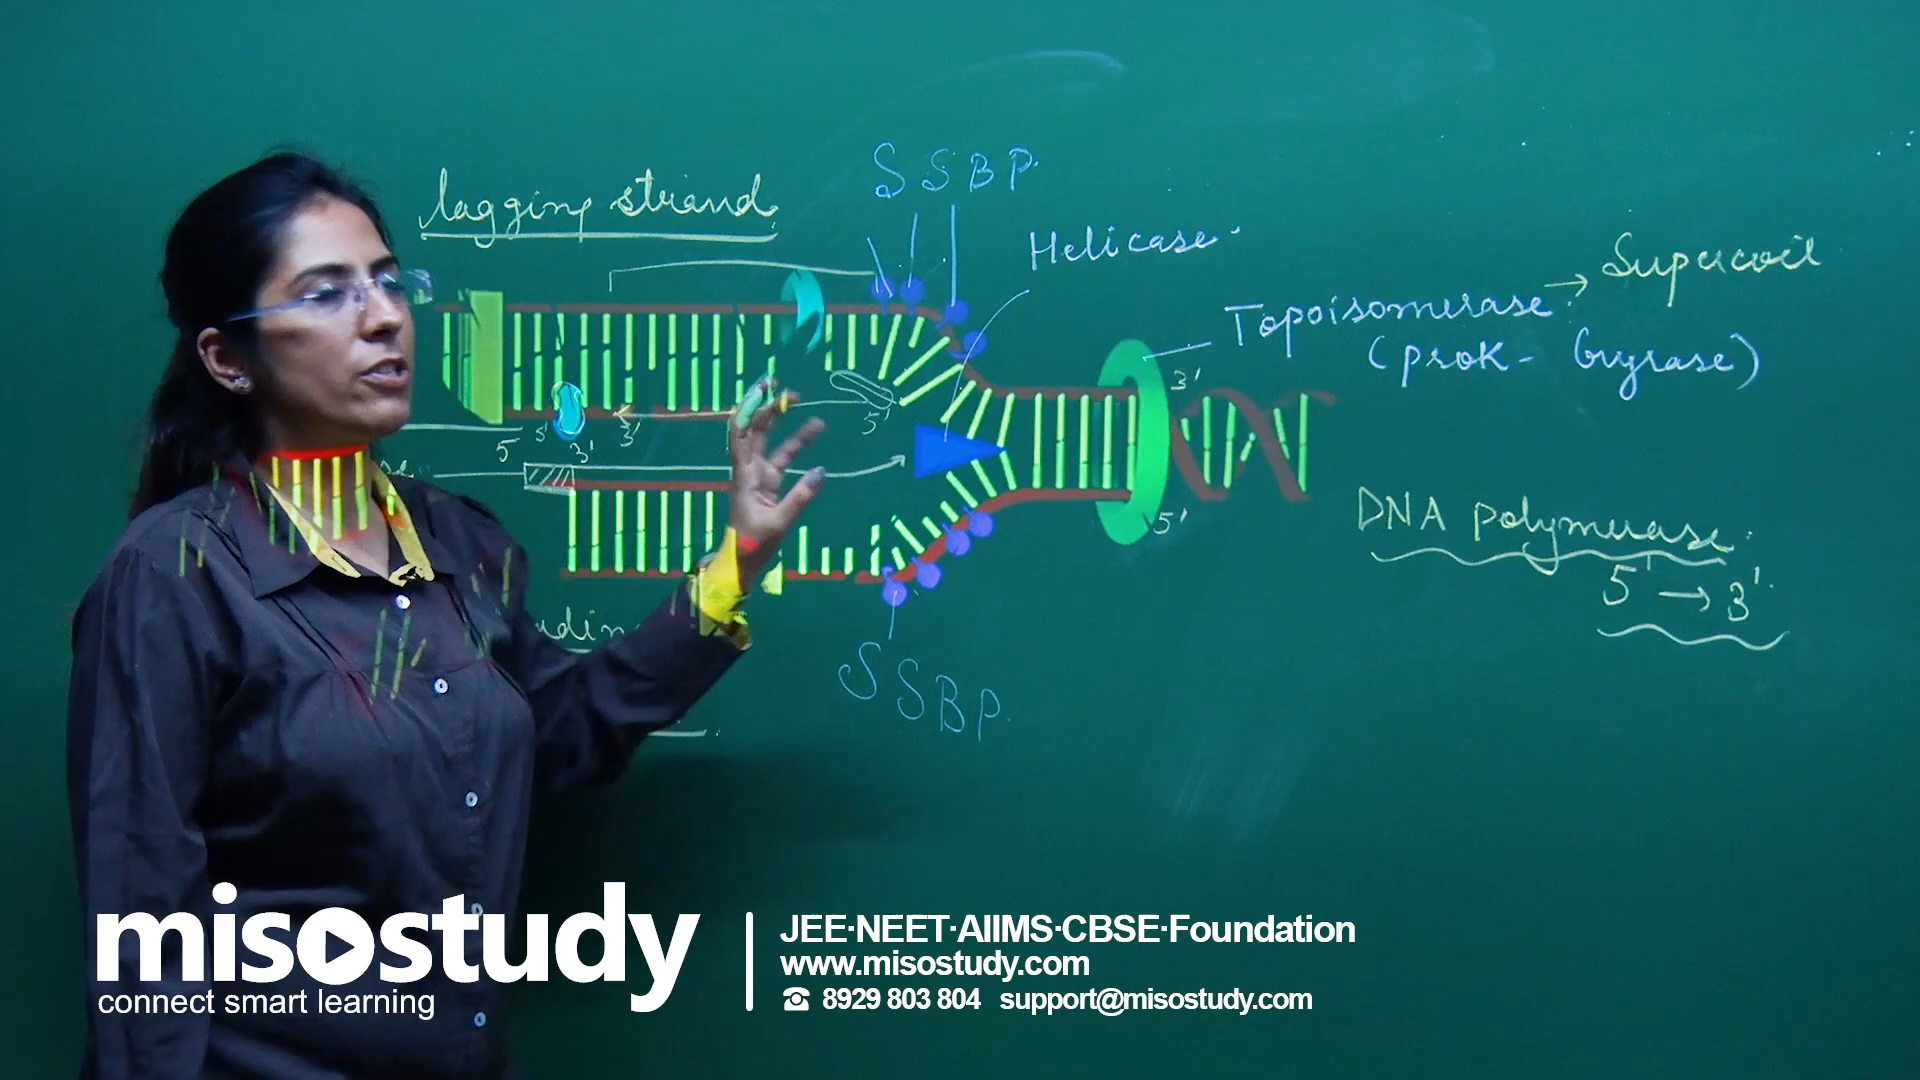 SSBP.
lagging strand
Helicase.
Supercoil
Topoisomerase →
(prok- Gyrase)
3'
5'
5' 3' 3'
5
5'
DNA polymerase.
5' → 3'.
SSBP.
misostudy
connect smart learning
JEE·NEET·AIIMS·CBSE·Foundation
www.misostudy.com
8929 803 804 support@misostudy.com